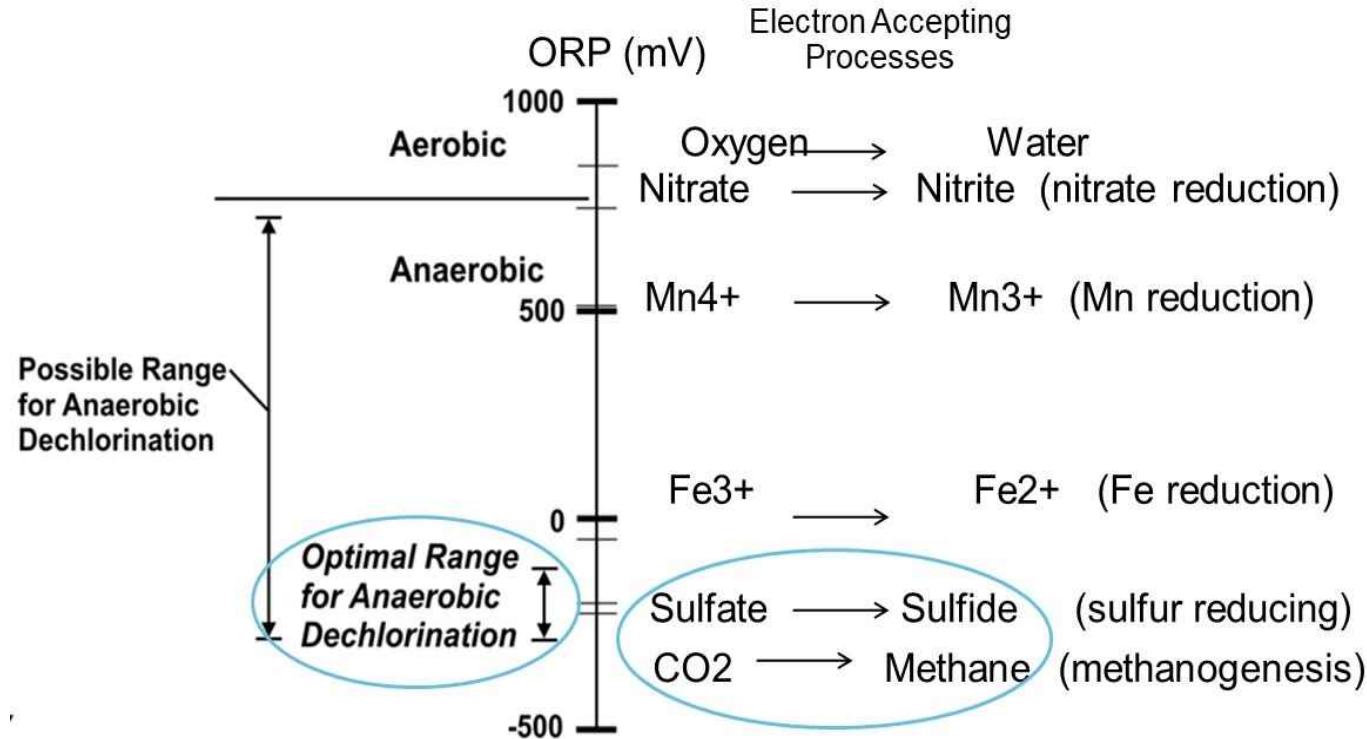 Electron Accepting
Processes
ORP (mV)
1000
Aerobic
Oxygen → Water
Nitrate → Nitrite (nitrate reduction)
Anaerobic
500
Mn4+ → Mn3+ (Mn reduction)
Possible Range
for Anaerobic
Dechlorination
Fe3+ → Fe2+ (Fe reduction)
0
Optimal Range
for Anaerobic
Dechlorination
Sulfate → Sulfide (sulfur reducing)
CO2 → Methane (methanogenesis)
-500